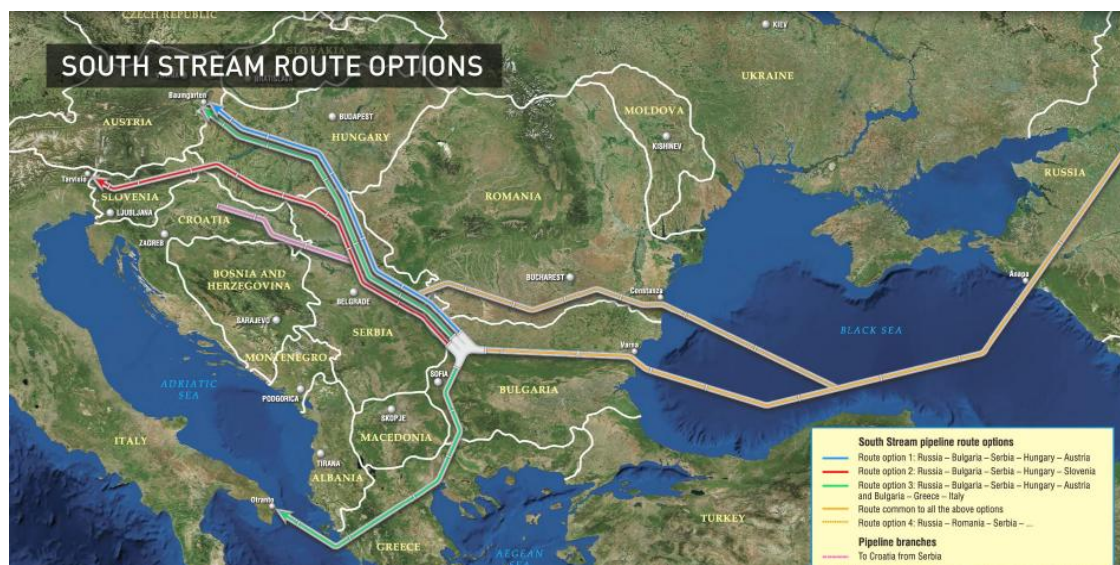 CZECH REPUBLIC
KIEV
SLOVAKIA
SOUTH STREAM ROUTE OPTIONS
BRATISLAVA
UKRAINE
Baumgarten
MOLDOVA
AUSTRIA
BUDAPEST
HUNGARY
KISHINEV
RUSSIA
Tarvisio
SLOVENIA
ROMANIA
LJUBLJANA
CROATIA
ZAGREB
BOSNIA AND
HERZEGOVINA
BUCHAREST
Anapa
BELGRADE
Constanza
SARAJEVO
SERBIA
BLACK SEA
Varna
MONTENEGRO
SOFIA
ADRIATIC
SEA
PODGORICA
BULGARIA
SKOPJE
ITALY
MACEDONIA
TIRANA
ALBANIA
Otranto
TURKEY
GREECE
AEGEAN
SEA
South Stream pipeline route options
Route option 1: Russia – Bulgaria – Serbia – Hungary – Austria
Route option 2: Russia – Bulgaria – Serbia – Hungary – Slovenia
Route option 3: Russia – Bulgaria – Serbia – Hungary – Austria
and Bulgaria – Greece – Italy
Route common to all the above options
Route option 4: Russia – Romania – Serbia – ...
Pipeline branches
To Croatia from Serbia